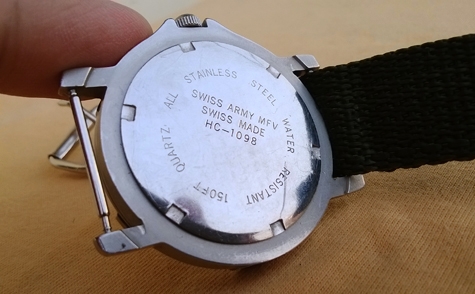 SWISS ARMY MFV
SWISS MADE
HC-1098
QUARTZ ALL STAINLESS STEEL WATER RESISTANT 150FT